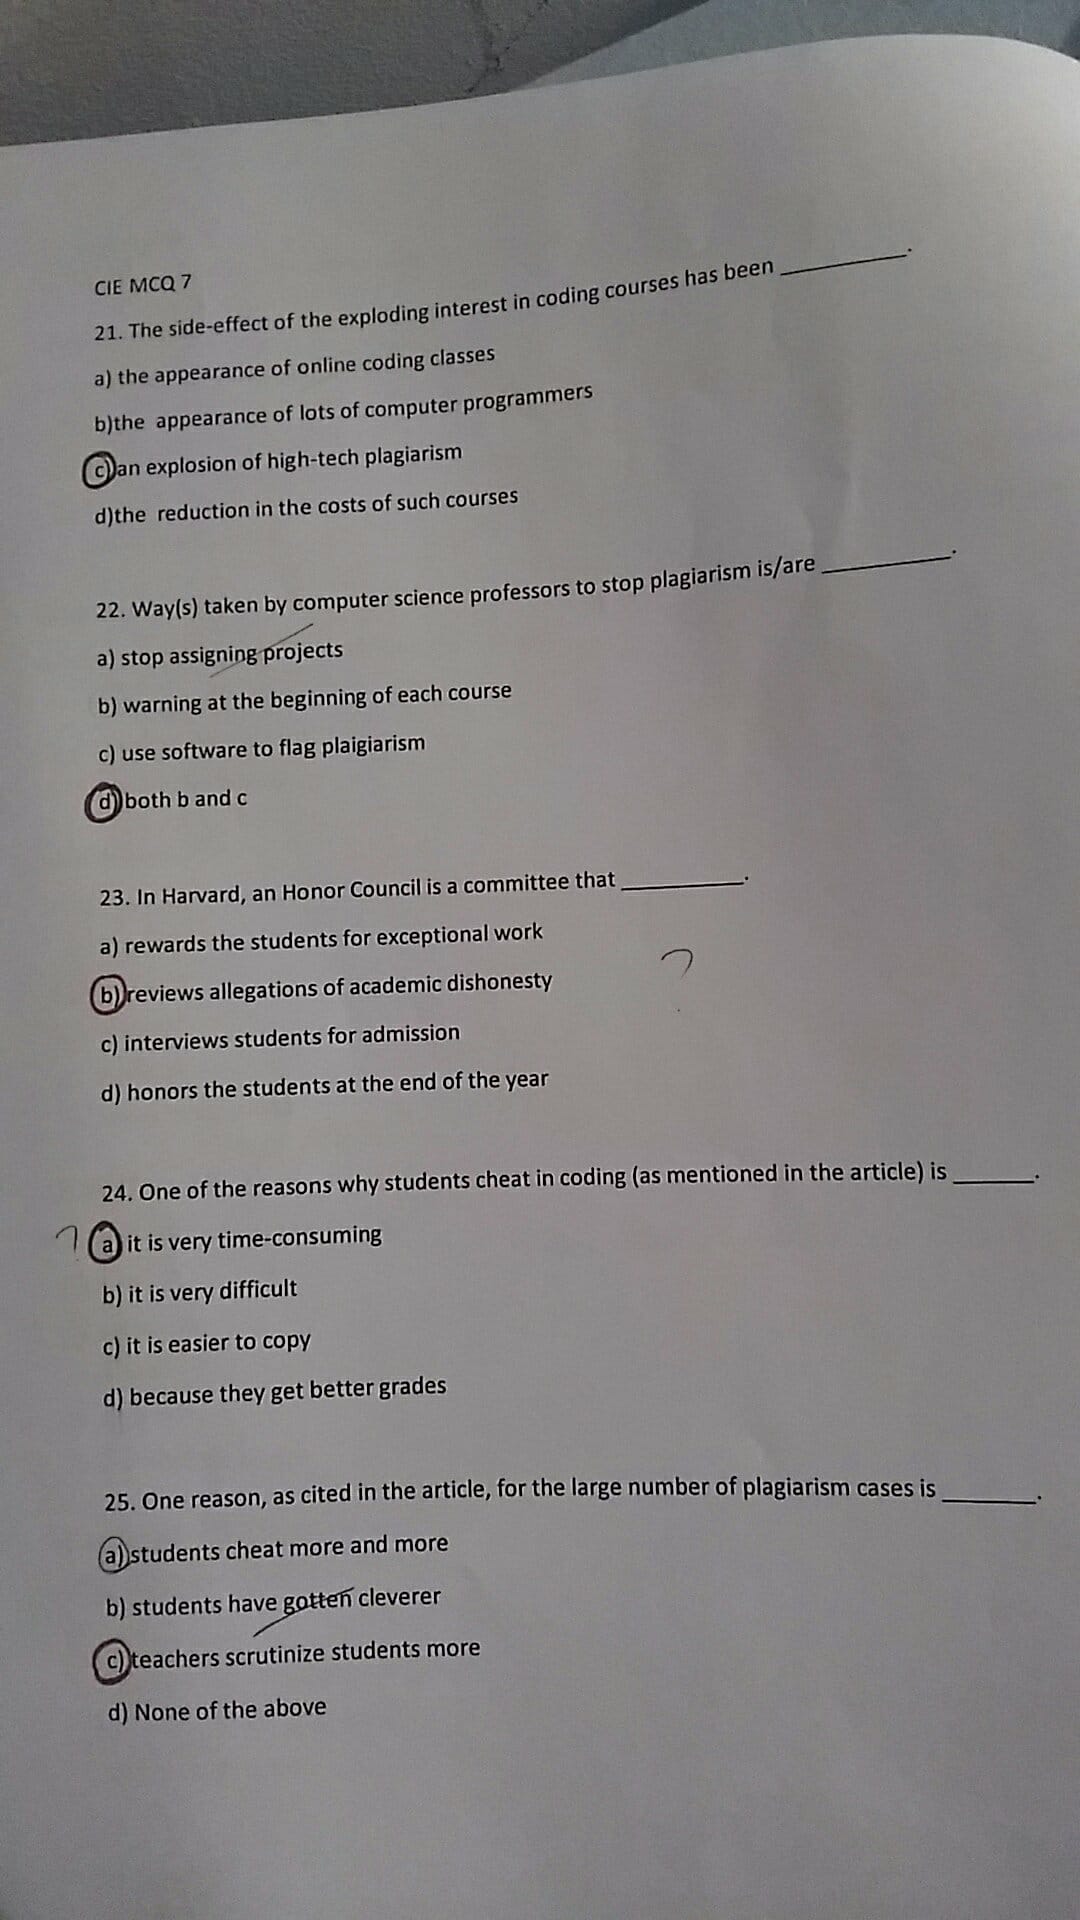 CIE MCQ 7
21. The side-effect of the exploding interest in coding courses has been __________.
a) the appearance of online coding classes
b)the appearance of lots of computer programmers
c)an explosion of high-tech plagiarism
d)the reduction in the costs of such courses
22. Way(s) taken by computer science professors to stop plagiarism is/are __________.
a) stop assigning projects
b) warning at the beginning of each course
c) use software to flag plaigiarism
d) both b and c
23. In Harvard, an Honor Council is a committee that __________.
a) rewards the students for exceptional work
?
b) reviews allegations of academic dishonesty
c) interviews students for admission
d) honors the students at the end of the year
24. One of the reasons why students cheat in coding (as mentioned in the article) is _______.
? a) it is very time-consuming
b) it is very difficult
c) it is easier to copy
d) because they get better grades
25. One reason, as cited in the article, for the large number of plagiarism cases is ________.
a) students cheat more and more
b) students have gotten cleverer
c) teachers scrutinize students more
d) None of the above